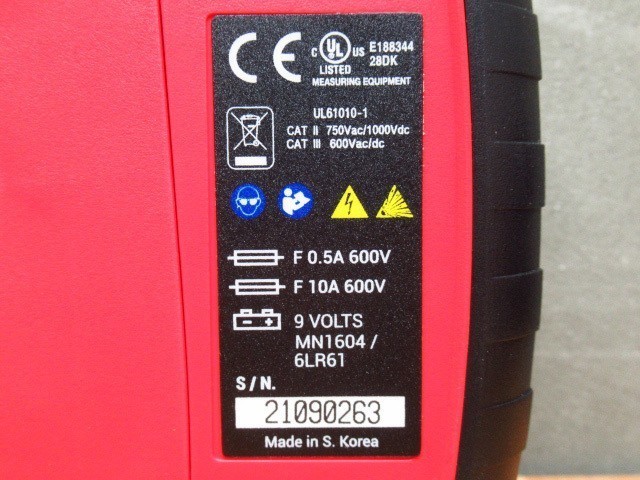 CE
C UL US E188344
28DK
LISTED
MEASURING EQUIPMENT
UL61010-1
CAT II 750Vac/1000Vdc
CAT III 600Vac/dc
F 0.5A 600V
F 10A 600V
9 VOLTS
MN1604 /
6LR61
S/N.
21090263
Made in S. Korea